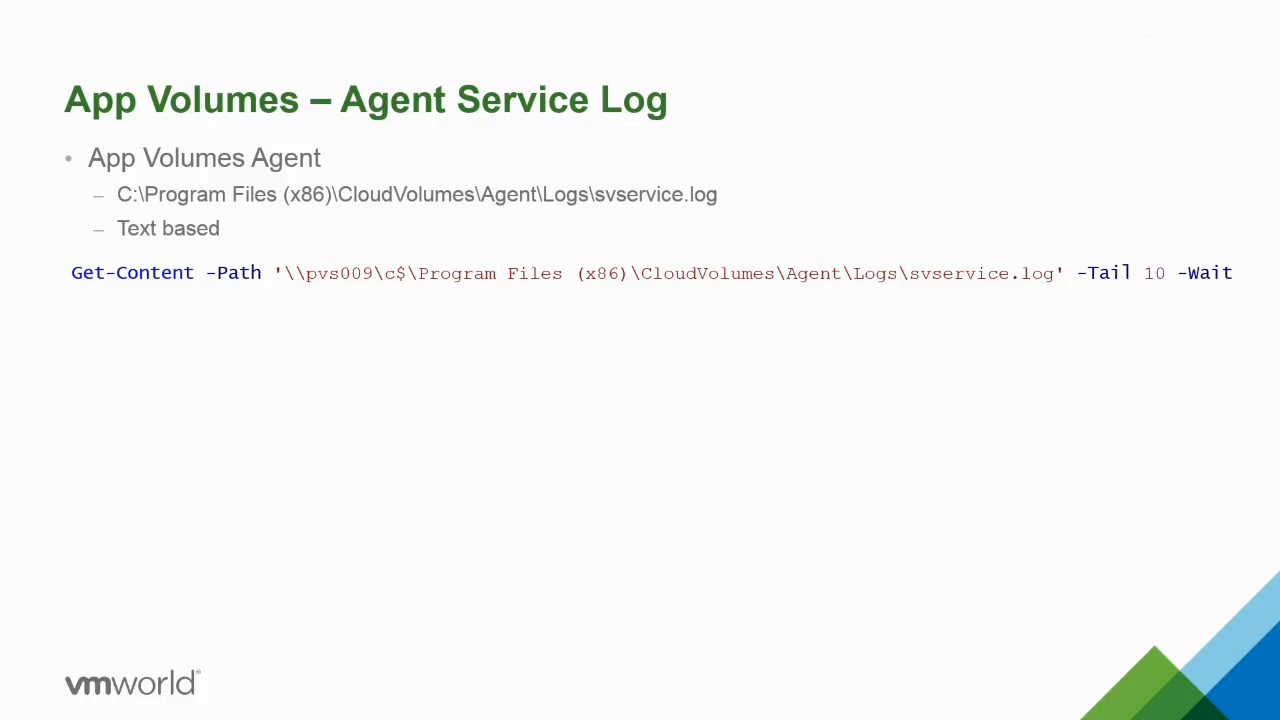 App Volumes – Agent Service Log
• App Volumes Agent
– C:\Program Files (x86)\CloudVolumes\Agent\Logs\svservice.log
– Text based
Get-Content -Path '\\pvs009\c$\Program Files (x86)\CloudVolumes\Agent\Logs\svservice.log' -Tail 10 -Wait
vmworld®